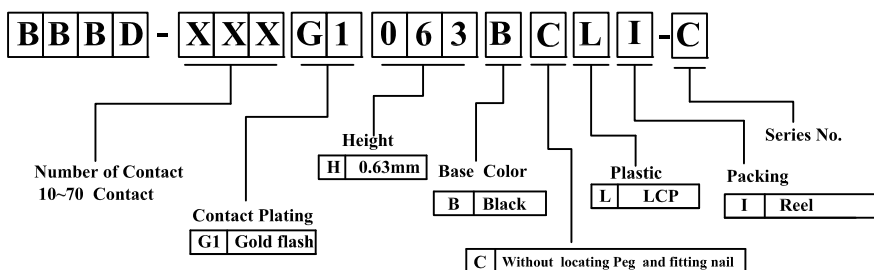 BBBD-XXXG1063BCLI-C
Series No.
Height
H 0.63mm
Number of Contact
10~70 Contact
Base Color
B Black
Plastic
L LCP
Packing
I Reel
Contact Plating
G1 Gold flash
C Without locating Peg and fitting nail